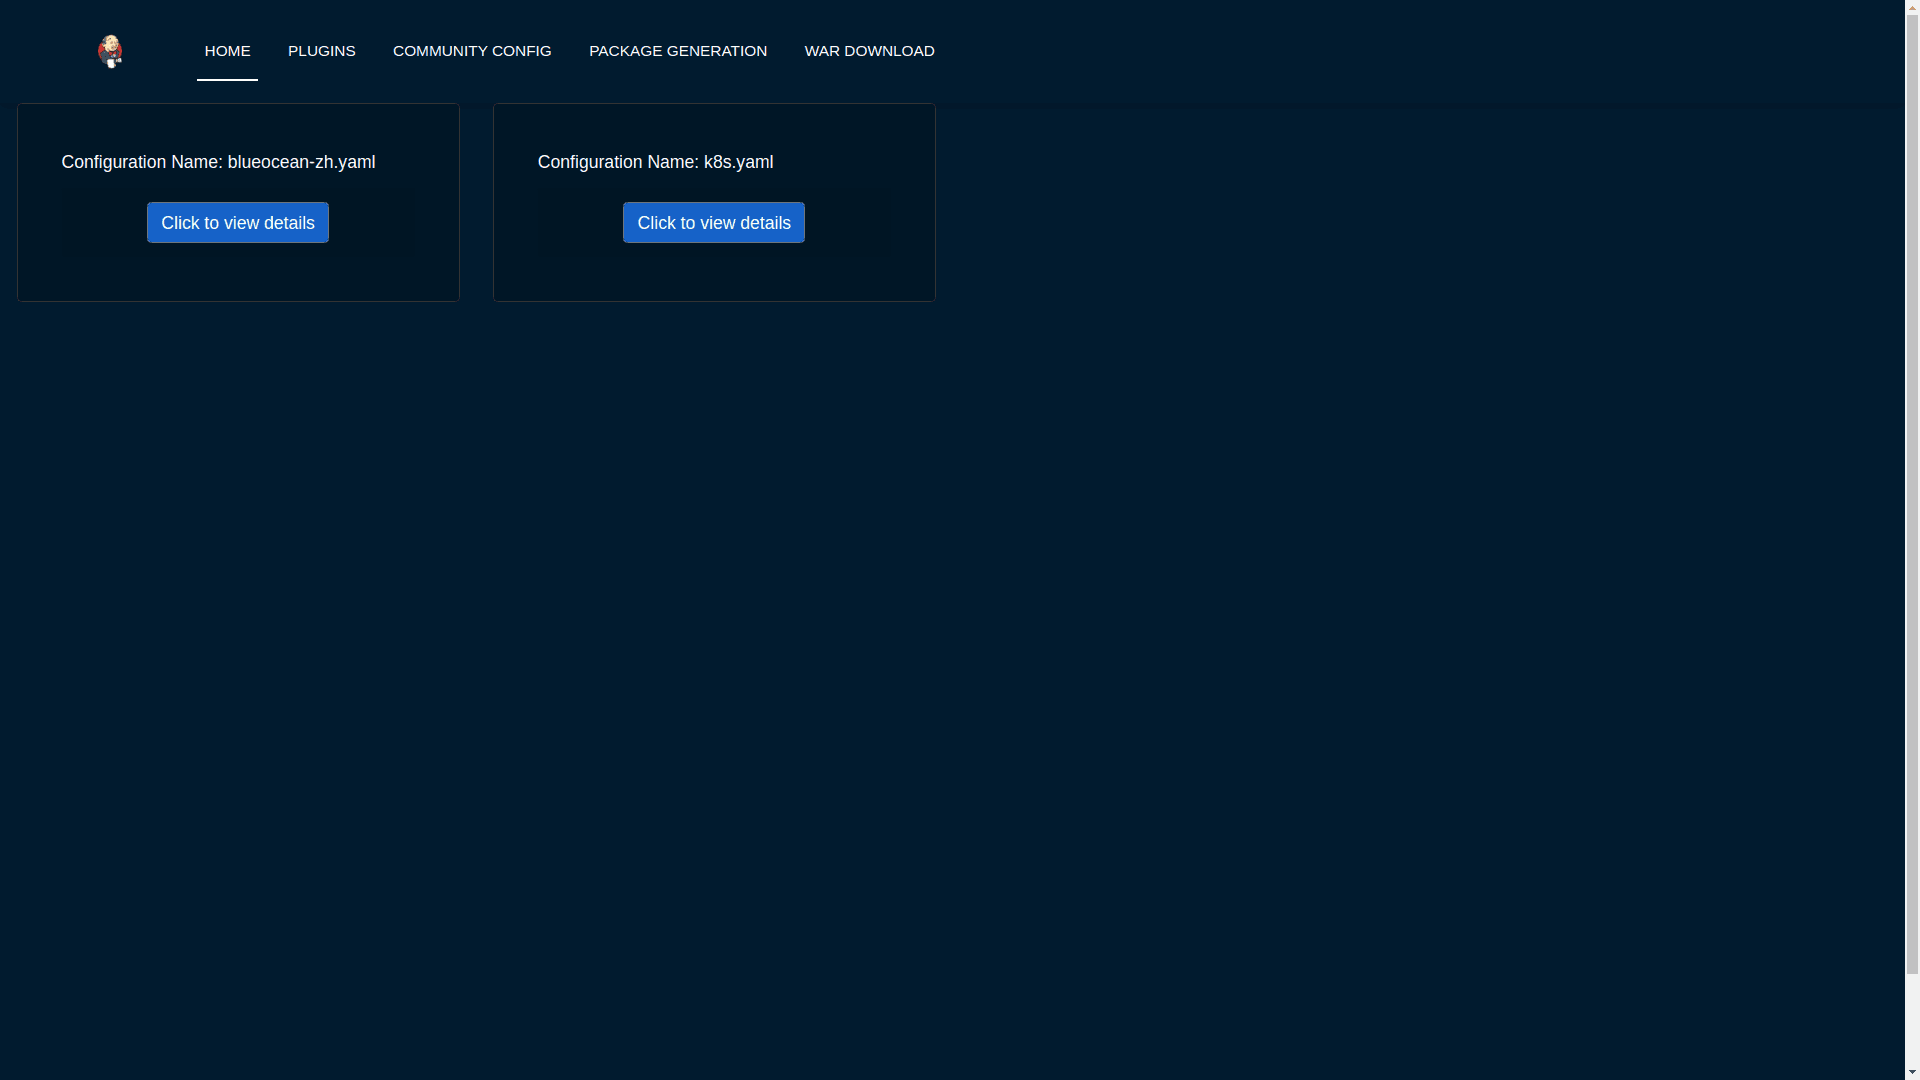 HOME
PLUGINS
COMMUNITY CONFIG
PACKAGE GENERATION
WAR DOWNLOAD
Configuration Name: blueocean-zh.yaml
Click to view details
Configuration Name: k8s.yaml
Click to view details